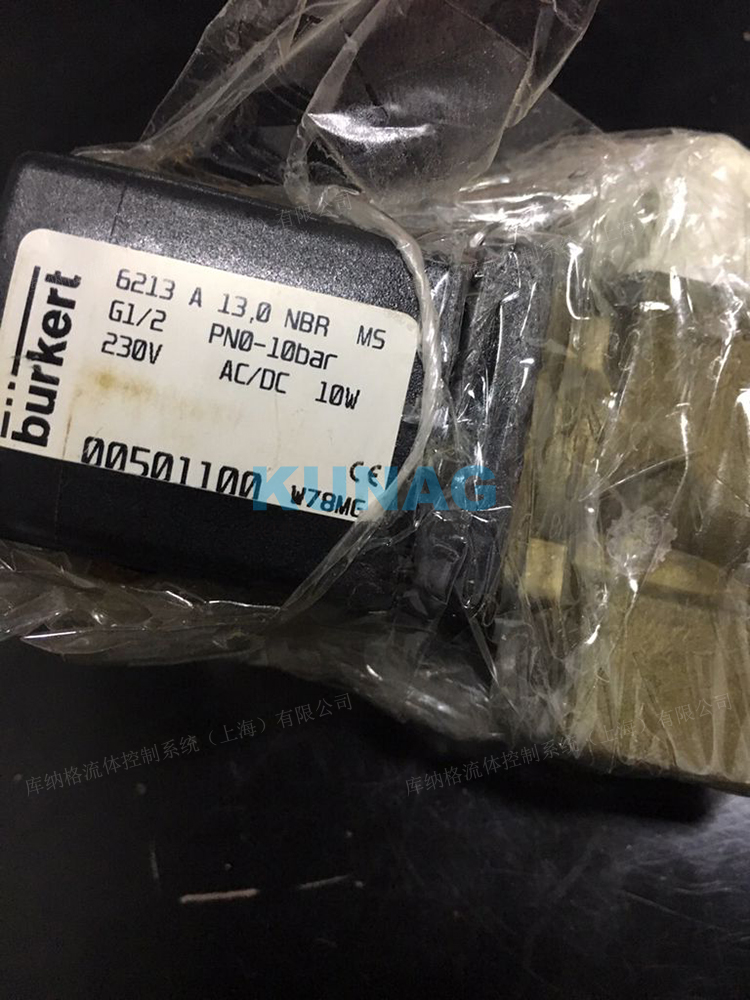 burkert
6213 A 13,0 NBR MS
G1/2 PN0-10bar
230V AC/DC 10W
00501100 CE
W78MG
KUNAG
有限
库纳格流体控制系统（上海）有限公司
库纳格流体控制系统（上海）有限公司